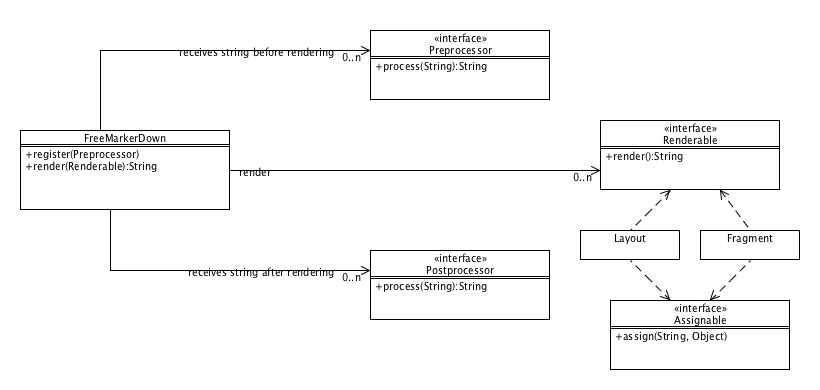 «interface»
Preprocessor
+process(String):String
receives string before rendering
0..n
FreeMarkerDown
+register(Preprocessor)
+render(Renderable):String
render
0..n
«interface»
Renderable
+render():String
Layout
Fragment
receives string after rendering
0..n
«interface»
Postprocessor
+process(String):String
«interface»
Assignable
+assign(String, Object)